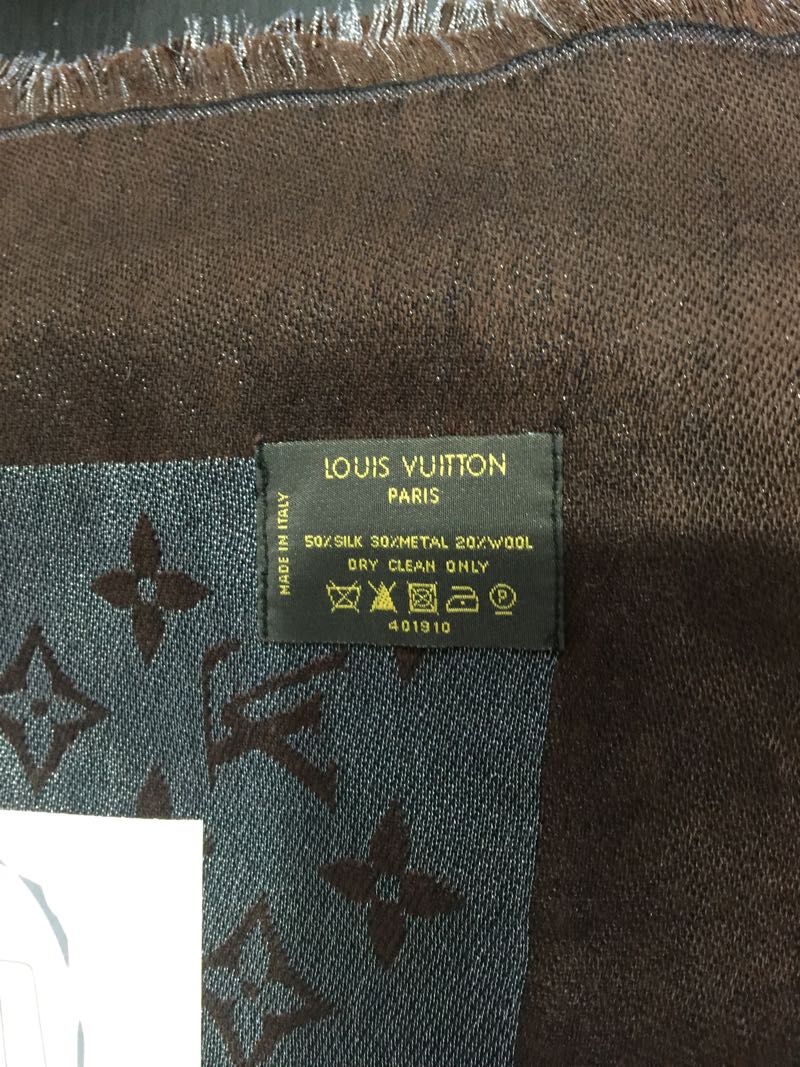 LOUIS VUITTON
PARIS
MADE IN ITALY
50%SILK 30%METAL 20%WOOL
DRY CLEAN ONLY
P
401910